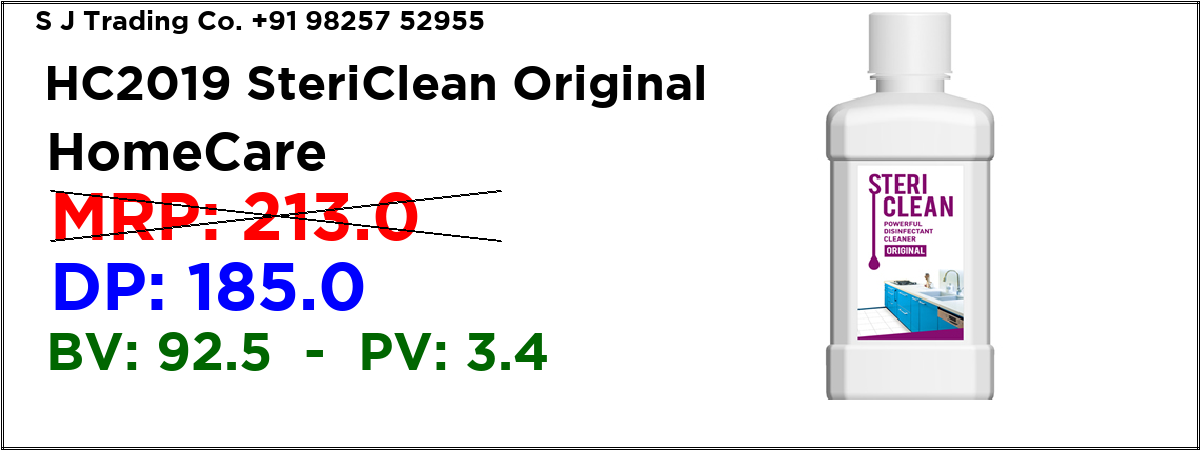 S J Trading Co. +91 98257 52955
HC2019 SteriClean Original
HomeCare
MRP: 213.0
DP: 185.0
BV: 92.5 - PV: 3.4
STERI
CLEAN
POWERFUL
DISINFECTANT
CLEANER
ORIGINAL